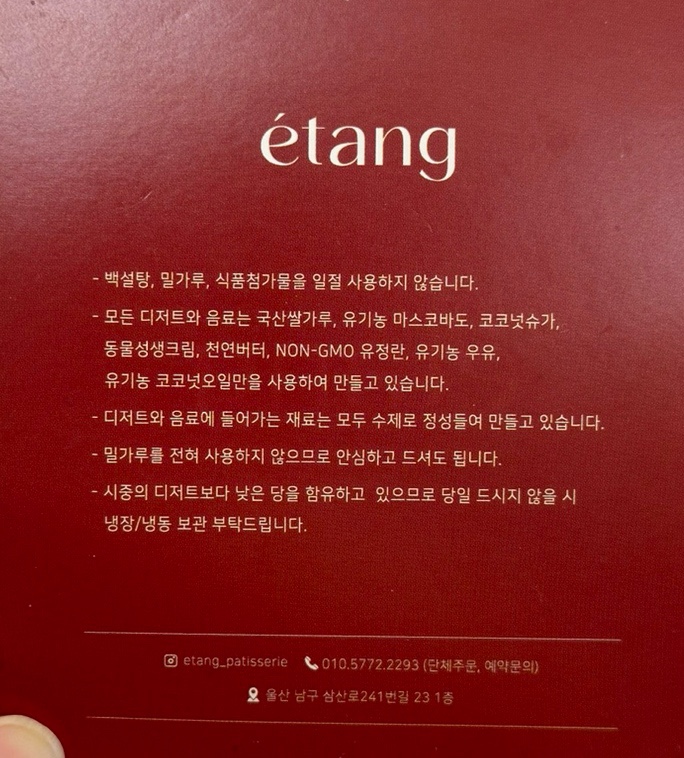 étang
- 백설탕, 밀가루, 식품첨가물을 일절 사용하지 않습니다.
- 모든 디저트와 음료는 국산쌀가루, 유기농 마스코바도, 코코넛슈가,
동물성생크림, 천연버터, NON-GMO 유정란, 유기농 우유,
유기농 코코넛오일만을 사용하여 만들고 있습니다.
- 디저트와 음료에 들어가는 재료는 모두 수제로 정성들여 만들고 있습니다.
- 밀가루를 전혀 사용하지 않으므로 안심하고 드셔도 됩니다.
- 시중의 디저트보다 낮은 당을 함유하고 있으므로 당일 드시지 않을 시
냉장/냉동 보관 부탁드립니다.
etang_patisserie 010.5772.2293 (단체주문, 예약문의)
울산 남구 삼산로241번길 23 1층